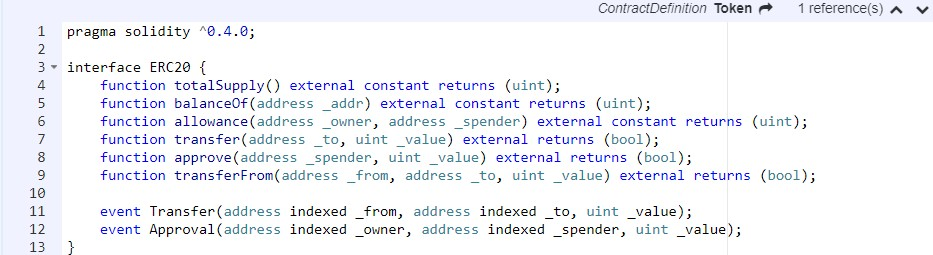 ContractDefinition Token 1 reference(s)
1 pragma solidity ^0.4.0;
2
3 interface ERC20 {
4 function totalSupply() external constant returns (uint);
5 function balanceOf(address _addr) external constant returns (uint);
6 function allowance(address _owner, address _spender) external constant returns (uint);
7 function transfer(address _to, uint _value) external returns (bool);
8 function approve(address _spender, uint _value) external returns (bool);
9 function transferFrom(address _from, address _to, uint _value) external returns (bool);
10
11 event Transfer(address indexed _from, address indexed _to, uint _value);
12 event Approval(address indexed _owner, address indexed _spender, uint _value);
13 }